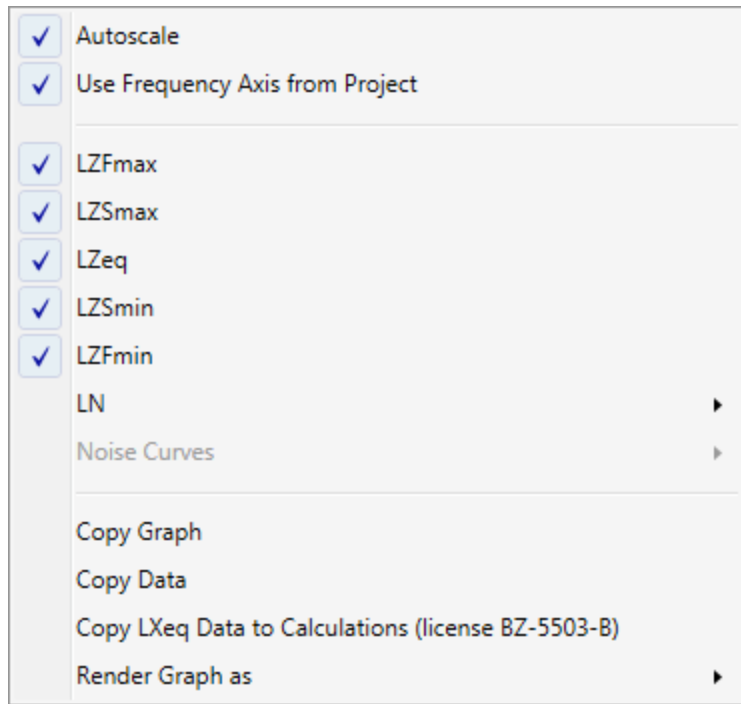 Autoscale
Use Frequency Axis from Project
LZFmax
LZSmax
LZeq
LZSmin
LZFmin
LN
Noise Curves
Copy Graph
Copy Data
Copy LXeq Data to Calculations (license BZ-5503-B)
Render Graph as